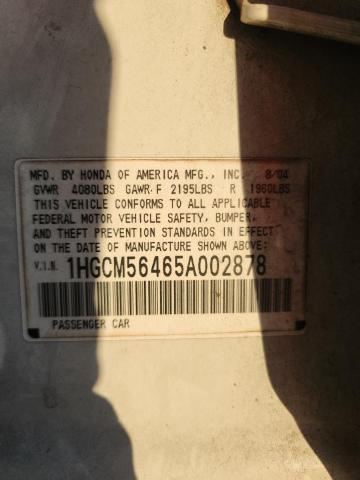 MFD. BY HONDA OF AMERICA MFG., INC. 8/04
GVWR 4080LBS GAWR F 2195LBS R 1960LBS
THIS VEHICLE CONFORMS TO ALL APPLICABLE
FEDERAL MOTOR VEHICLE SAFETY, BUMPER,
AND THEFT PREVENTION STANDARDS IN EFFECT
ON THE DATE OF MANUFACTURE SHOWN ABOVE:
V.I.N. 1HGCM56465A002878
PASSENGER CAR